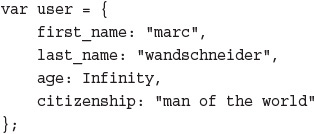 var user = {
    first_name: "marc",
    last_name: "wandschneider",
    age: Infinity,
    citizenship: "man of the world"
};